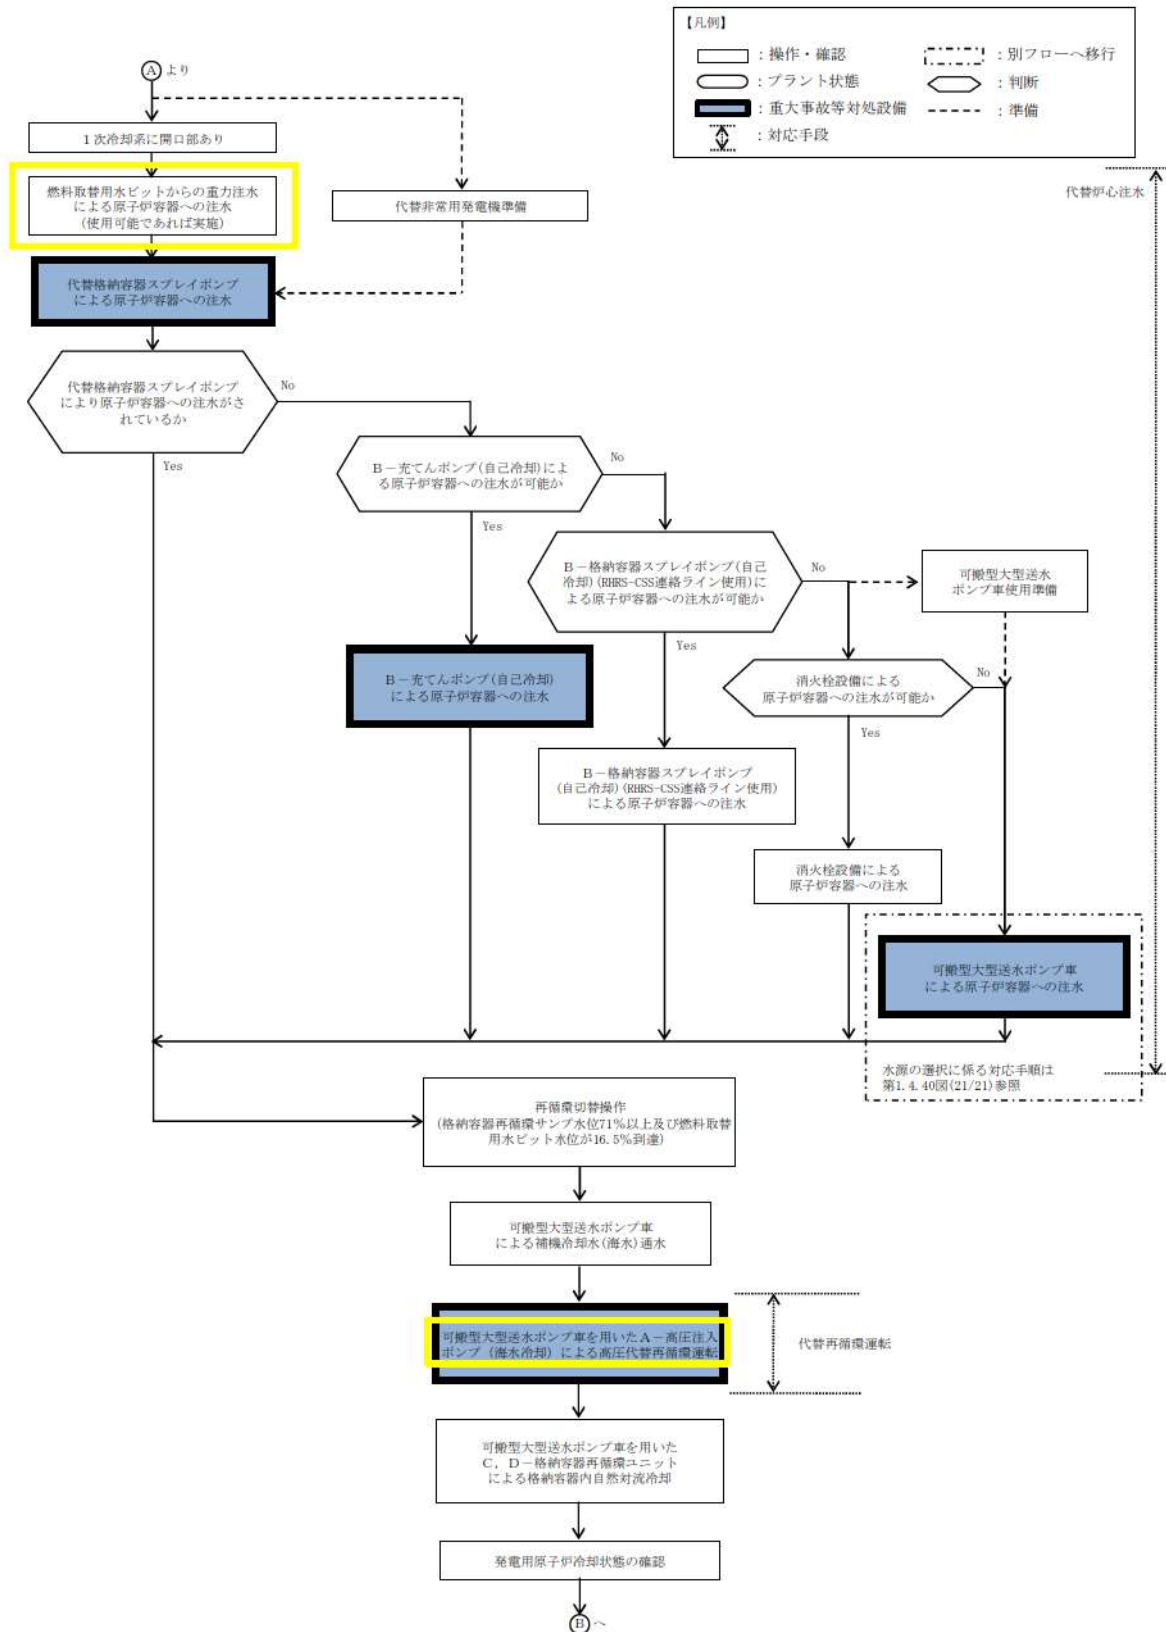 【凡例】
：操作・確認
：別フローへ移行
：プラント状態
：判断
：重大事故等対処設備
：準備
：対応手段
Ⓐより
1次冷却系に開口部あり
燃料取替用水ピットからの重力注水
による原子炉容器への注水
(使用可能であれば実施)
代替非常用発電機準備
代替炉心注水
代替格納容器スプレイポンプ
による原子炉容器への注水
代替格納容器スプレイポンプ
により原子炉容器への注水がさ
れているか
No
Yes
B－充てんポンプ(自己冷却)によ
る原子炉容器への注水が可能か
No
Yes
B－格納容器スプレイポンプ(自己
冷却)(RHRS-CSS連絡ライン使用)に
よる原子炉容器への注水が可能か
No
Yes
可搬型大型送水
ポンプ車使用準備
消火栓設備による
原子炉容器への注水が可能か
No
Yes
B－充てんポンプ(自己冷却)
による原子炉容器への注水
B－格納容器スプレイポンプ
(自己冷却)(RHRS-CSS連絡ライン使用)
による原子炉容器への注水
消火栓設備による
原子炉容器への注水
可搬型大型送水ポンプ車
による原子炉容器への注水
水源の選択に係る対応手順は
第1.4.40図(21/21)参照
再循環切替操作
(格納容器再循環サンプ水位71%以上及び燃料取替
用水ピット水位が16.5%到達)
可搬型大型送水ポンプ車
による補機冷却水(海水)通水
可搬型大型送水ポンプ車を用いたA－高圧注入
ポンプ（海水冷却）による高圧代替再循環運転
代替再循環運転
可搬型大型送水ポンプ車を用いた
C，D－格納容器再循環ユニット
による格納容器内自然対流冷却
発電用原子炉冷却状態の確認
Ⓑへ